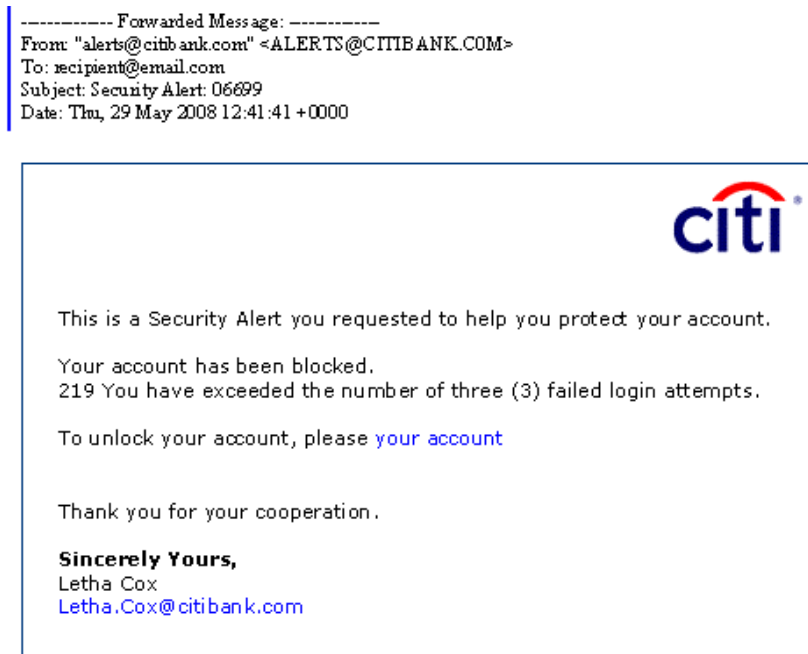 -------------- Forwarded Message: --------------
From: "alerts@citibank.com" <ALERTS@CITIBANK.COM>
To: recipient@email.com
Subject: Security Alert: 06699
Date: Thu, 29 May 2008 12:41:41 +0000
citi®
This is a Security Alert you requested to help you protect your account.
Your account has been blocked.
219 You have exceeded the number of three (3) failed login attempts.
To unlock your account, please your account
Thank you for your cooperation.
Sincerely Yours,
Letha Cox
Letha.Cox@citibank.com